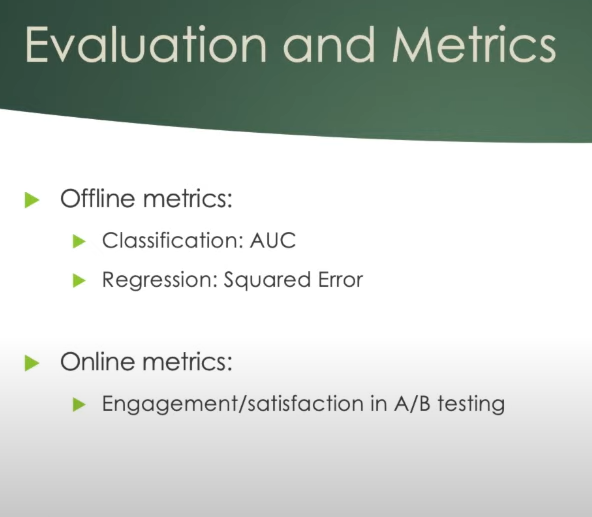 Evaluation and Metrics
Offline metrics:
Classification: AUC
Regression: Squared Error
Online metrics:
Engagement/satisfaction in A/B testing